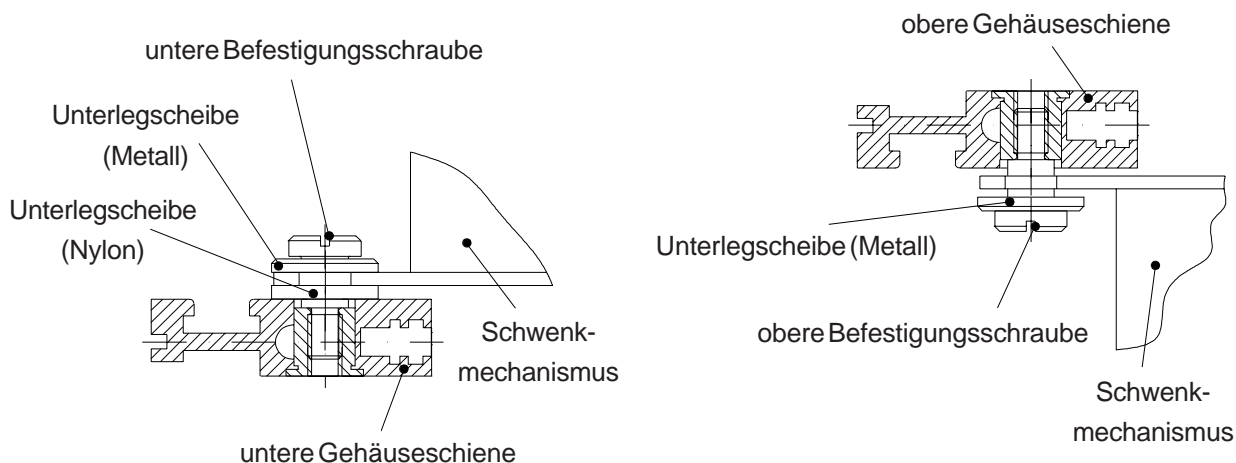 untere Befestigungsschraube
Unterlegscheibe
(Metall)
Unterlegscheibe
(Nylon)
Schwenk-
mechanismus
untere Gehäuseschiene
obere Gehäuseschiene
Unterlegscheibe (Metall)
obere Befestigungsschraube
Schwenk-
mechanismus